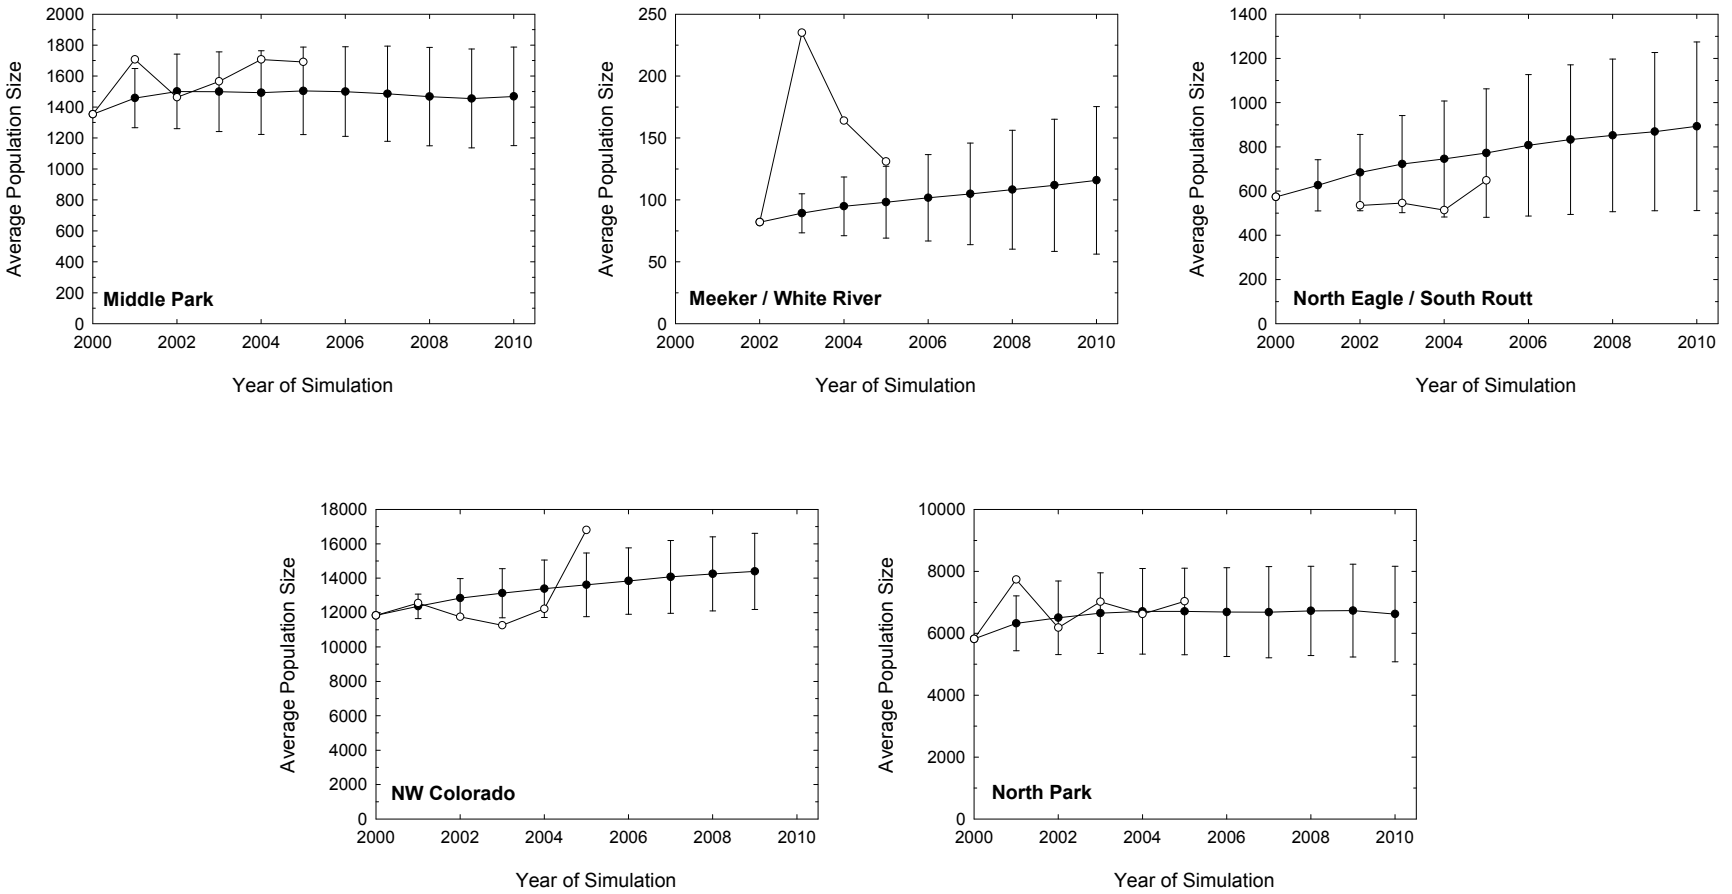 Average Population Size
2000
1800
1600
1400
1200
1000
800
600
400
200
0
Middle Park
2000 2002 2004 2006 2008 2010
Year of Simulation
Average Population Size
250
200
150
100
50
0
Meeker / White River
2000 2002 2004 2006 2008 2010
Year of Simulation
Average Population Size
1400
1200
1000
800
600
400
200
0
North Eagle / South Routt
2000 2002 2004 2006 2008 2010
Year of Simulation
Average Population Size
18000
16000
14000
12000
10000
8000
6000
4000
2000
0
NW Colorado
2000 2002 2004 2006 2008 2010
Year of Simulation
Average Population Size
10000
8000
6000
4000
2000
0
North Park
2000 2002 2004 2006 2008 2010
Year of Simulation